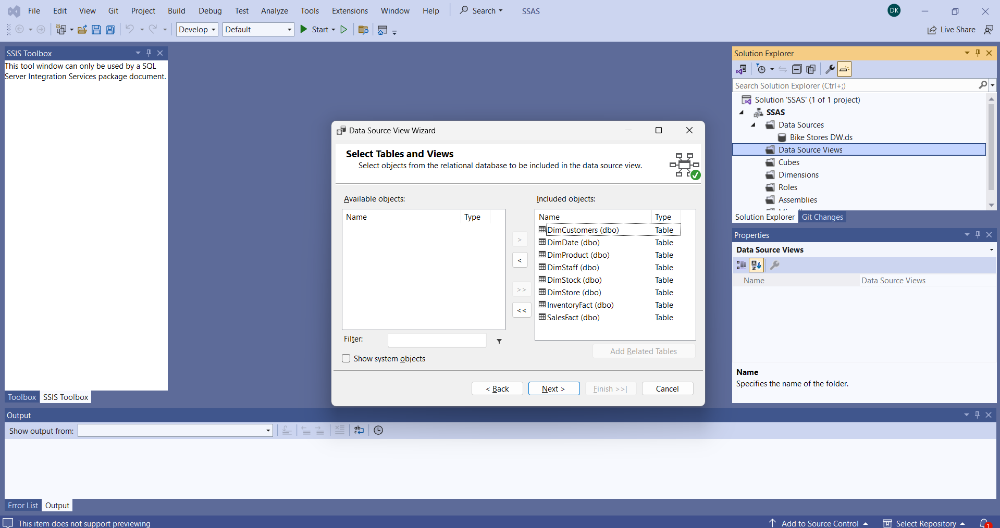 File Edit View Git Project Build Debug Test Analyze Tools Extensions Window Help Search SSAS DK
Develop Default Start Live Share
SSIS Toolbox
This tool window can only be used by a SQL
Server Integration Services package document.
Toolbox SSIS Toolbox
Data Source View Wizard
Select Tables and Views
Select objects from the relational database to be included in the data source view.
Available objects:
Name Type
Filter:
Show system objects
>
<
>>
<<
Included objects:
Name Type
DimCustomers (dbo) Table
DimDate (dbo) Table
DimProduct (dbo) Table
DimStaff (dbo) Table
DimStock (dbo) Table
DimStore (dbo) Table
InventoryFact (dbo) Table
SalesFact (dbo) Table
Add Related Tables
< Back Next > Finish >>| Cancel
Solution Explorer
Search Solution Explorer (Ctrl+;)
Solution 'SSAS' (1 of 1 project)
SSAS
Data Sources
Bike Stores DW.ds
Data Source Views
Cubes
Dimensions
Roles
Assemblies
Solution Explorer Git Changes
Properties
Data Source Views
Name Data Source Views
Name
Specifies the name of the folder.
Output
Show output from:
Error List Output
This item does not support previewing Add to Source Control Select Repository 1